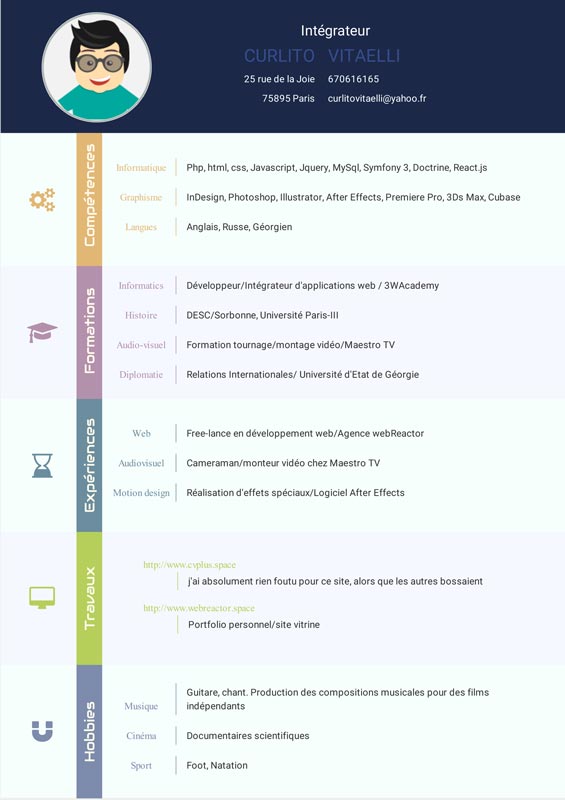 Intégrateur
CURLITO VITAELLI
25 rue de la Joie 670616165
75895 Paris curlitovitaelli@yahoo.fr
Compétences
Informatique Php, html, css, Javascript, Jquery, MySql, Symfony 3, Doctrine, React.js
Graphisme InDesign, Photoshop, Illustrator, After Effects, Premiere Pro, 3Ds Max, Cubase
Langues Anglais, Russe, Géorgien
Formations
Informatics Développeur/Intégrateur d'applications web / 3WAcademy
Histoire DESC/Sorbonne, Université Paris-III
Audio-visuel Formation tournage/montage vidéo/Maestro TV
Diplomatie Relations Internationales/ Université d'Etat de Géorgie
Expériences
Web Free-lance en développement web/Agence webReactor
Audiovisuel Cameraman/monteur vidéo chez Maestro TV
Motion design Réalisation d'effets spéciaux/Logiciel After Effects
Travaux
http://www.cvplus.space
j'ai absolument rien foutu pour ce site, alors que les autres bossaient
http://www.webreactor.space
Portfolio personnel/site vitrine
Hobbies
Guitare, chant. Production des compositions musicales pour des films
Musique indépendants
Cinéma Documentaires scientifiques
Sport Foot, Natation